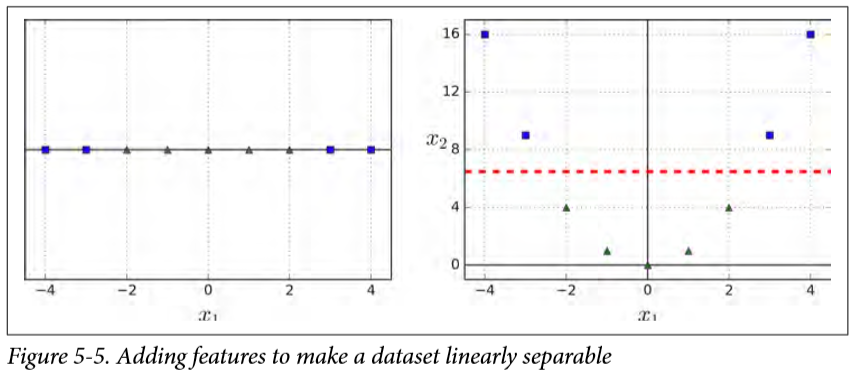 −4 −2 0 2 4
x₁
16
12
x₂ 8
4
0
−4 −2 0 2 4
x₁
Figure 5-5. Adding features to make a dataset linearly separable